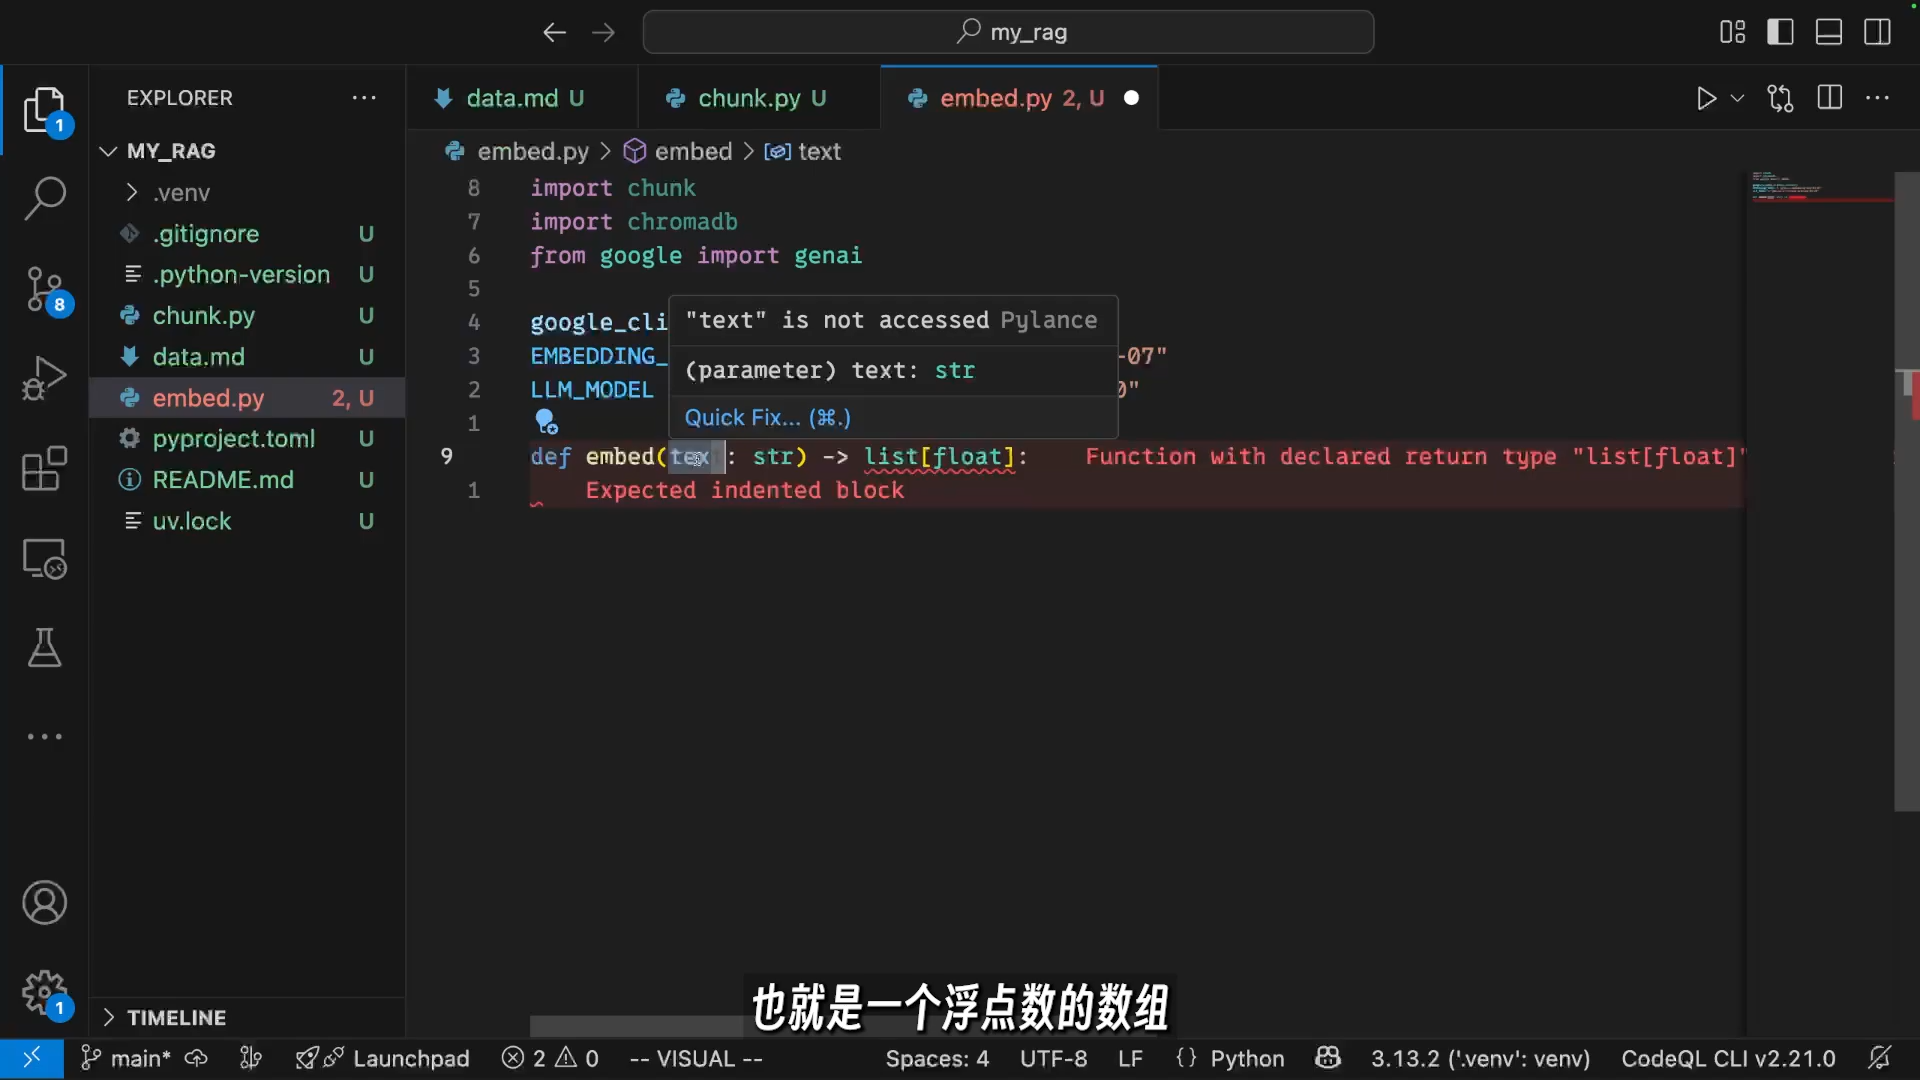 my_rag
EXPLORER
data.md U
chunk.py U
embed.py 2, U
1
MY_RAG
embed.py > embed > text
.venv
.gitignore U
.python-version U
chunk.py U
data.md U
embed.py 2, U
pyproject.toml U
README.md U
uv.lock U
8
8 import chunk
7 import chromadb
6 from google import genai
5
4 google_cli
3 EMBEDDING_ -07"
2 LLM_MODEL 0"
1
"text" is not accessed Pylance
(parameter) text: str
Quick Fix... (⌘.)
9 def embed(tex : str) -> list[float]: Function with declared return type "list[float]"
1 Expected indented block
也就是一个浮点数的数组
1
TIMELINE
main* Launchpad 2 0 -- VISUAL -- Spaces: 4 UTF-8 LF {} Python 3.13.2 ('.venv': venv) CodeQL CLI v2.21.0